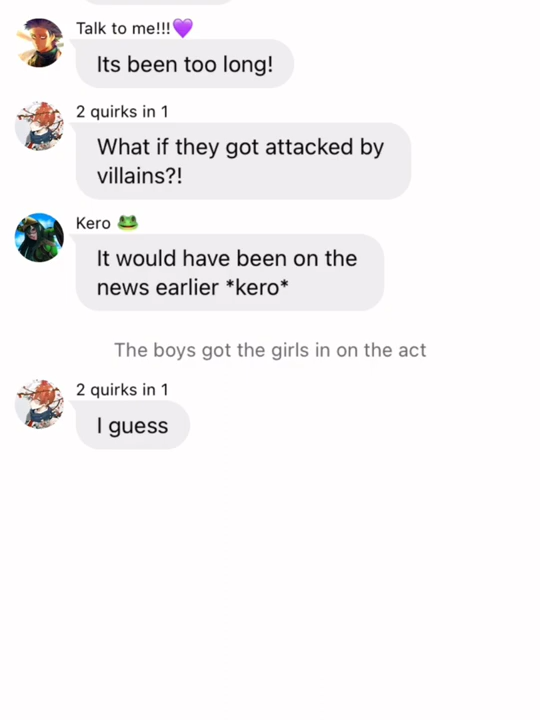 Talk to me!!!💜
Its been too long!
2 quirks in 1
What if they got attacked by
villains?!
Kero 🐸
It would have been on the
news earlier *kero*
The boys got the girls in on the act
2 quirks in 1
I guess